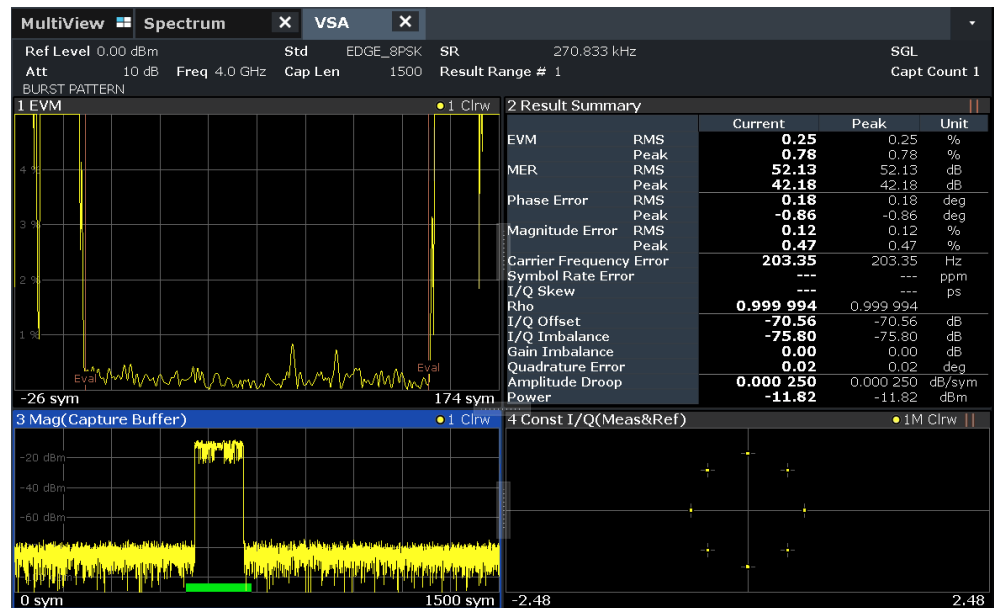 MultiView Spectrum X VSA X
Ref Level 0.00 dBm Std EDGE_8PSK SR 270.833 kHz SGL
Att 10 dB Freq 4.0 GHz Cap Len 1500 Result Range # 1 Capt Count 1
BURST PATTERN
1 EVM 1 Clrw
4 %
3 %
2 %
1 %
Eval Eval
-26 sym 174 sym
2 Result Summary
Current Peak Unit
EVM RMS 0.25 0.25 %
Peak 0.78 0.78 %
MER RMS 52.13 52.13 dB
Peak 42.18 42.18 dB
Phase Error RMS 0.18 0.18 deg
Peak -0.86 -0.86 deg
Magnitude Error RMS 0.12 0.12 %
Peak 0.47 0.47 %
Carrier Frequency Error 203.35 203.35 Hz
Symbol Rate Error --- --- ppm
I/Q Skew --- --- ps
Rho 0.999 994 0.999 994
I/Q Offset -70.56 -70.56 dB
I/Q Imbalance -75.80 -75.80 dB
Gain Imbalance 0.00 0.00 dB
Quadrature Error 0.02 0.02 deg
Amplitude Droop 0.000 250 0.000 250 dB/sym
Power -11.82 -11.82 dBm
3 Mag(Capture Buffer) 1 Clrw
-20 dBm
-40 dBm
-60 dBm
0 sym 1500 sym
4 Const I/Q(Meas&Ref) 1M Clrw
-2.48 2.48